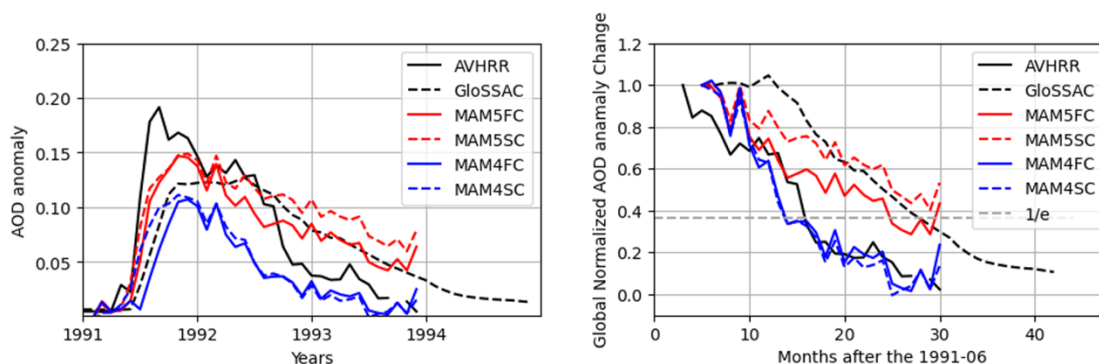 0.25
0.20
0.15
0.10
0.05
AOD anomaly
1991
1992
1993
1994
Years
AVHRR
GloSSAC
MAM5FC
MAM5SC
MAM4FC
MAM4SC
1.2
1.0
0.8
0.6
0.4
0.2
0.0
Global Normalized AOD anamaly Change
0
10
20
30
40
Months after the 1991-06
AVHRR
GloSSAC
MAM5FC
MAM5SC
MAM4FC
MAM4SC
1/e